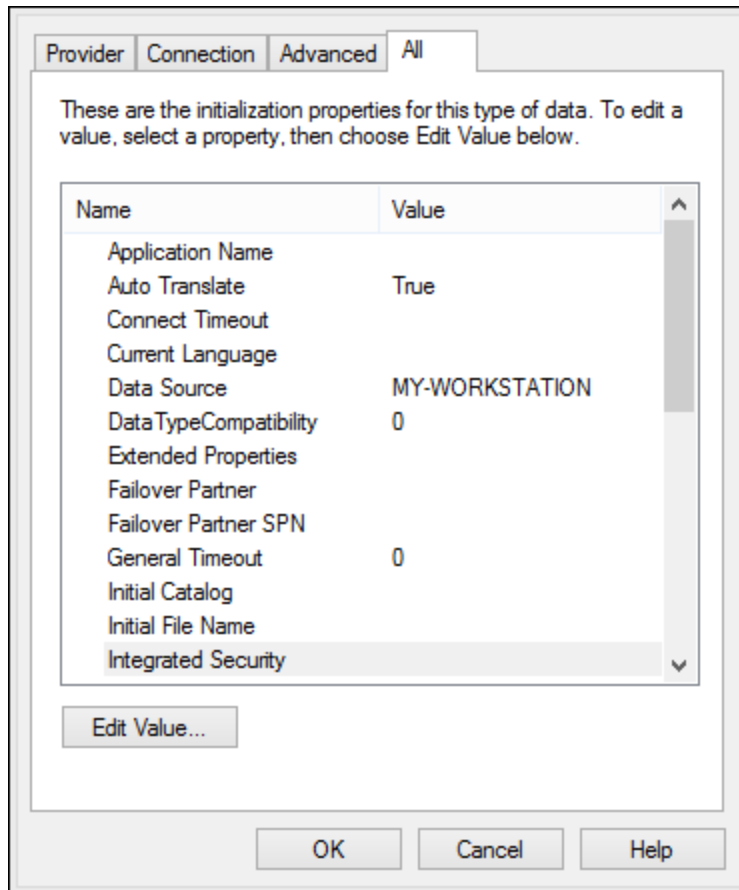 Provider Connection Advanced All
These are the initialization properties for this type of data. To edit a
value, select a property, then choose Edit Value below.
Name Value
Application Name
Auto Translate True
Connect Timeout
Current Language
Data Source MY-WORKSTATION
DataTypeCompatibility 0
Extended Properties
Failover Partner
Failover Partner SPN
General Timeout 0
Initial Catalog
Initial File Name
Integrated Security
Edit Value...
OK Cancel Help